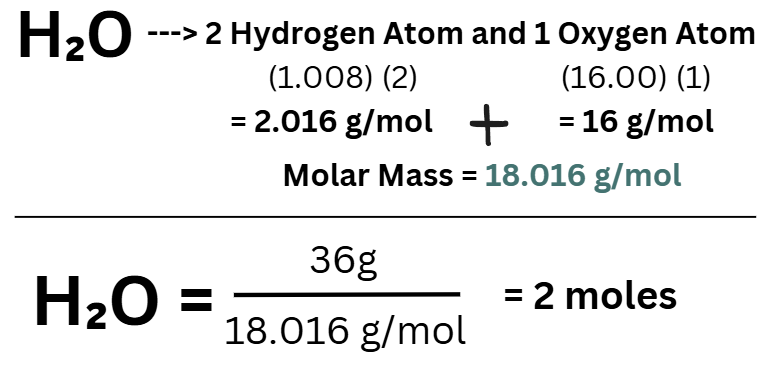 H₂O ---> 2 Hydrogen Atom and 1 Oxygen Atom
(1.008) (2) (16.00) (1)
= 2.016 g/mol + = 16 g/mol
Molar Mass = 18.016 g/mol
36g
H₂O = = 2 moles
18.016 g/mol